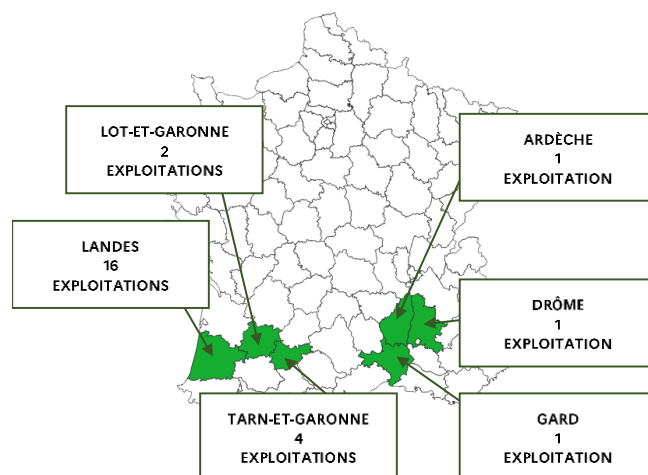 LOT-ET-GARONNE
2
EXPLOITATIONS
ARDÈCHE
1
EXPLOITATION
LANDES
16
EXPLOITATIONS
DRÔME
1
EXPLOITATION
TARN-ET-GARONNE
4
EXPLOITATIONS
GARD
1
EXPLOITATION